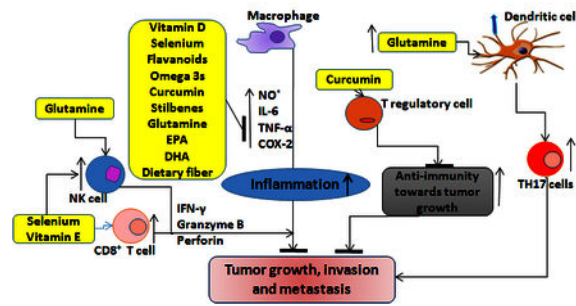 Vitamin D
Selenium
Flavanoids
Omega 3s
Curcumin
Stilbenes
Glutamine
EPA
DHA
Dietary fiber
Macrophage
NO*
IL-6
TNF-α
COX-2
Glutamine
Dendritic cell
Curcumin
T regulatory cell
Glutamine
NK cell
Inflammation
Anti-immunity
towards tumor
growth
TH17 cells
Selenium
Vitamin E
CD8⁺ T cell
IFN-γ
Granzyme B
Perforin
Tumor growth, invasion
and metastasis